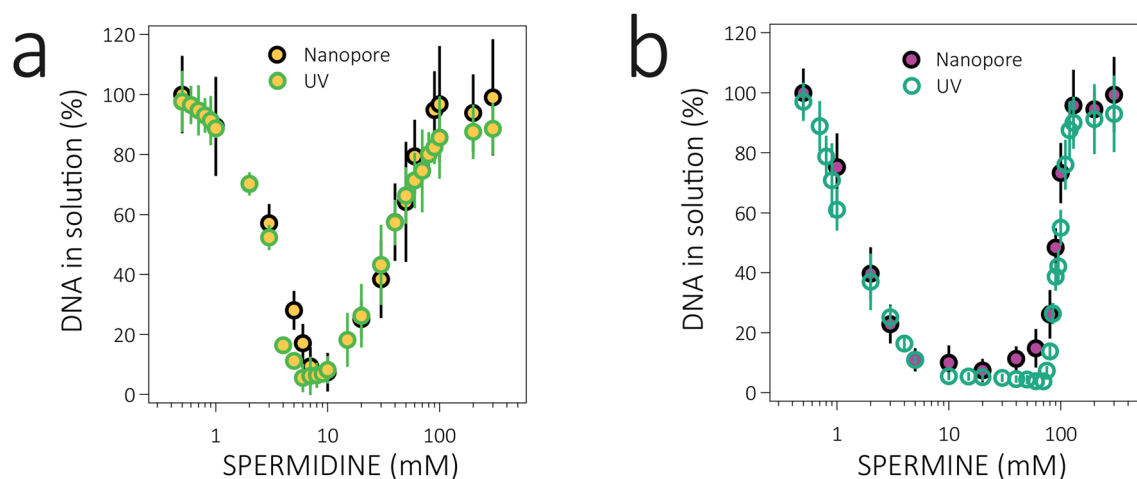 a
120
100
80
60
40
20
0
DNA in solution (%)
Nanopore
UV
1 10 100
SPERMIDINE (mM)
b
120
100
80
60
40
20
0
DNA in solution (%)
Nanopore
UV
1 10 100
SPERMINE (mM)